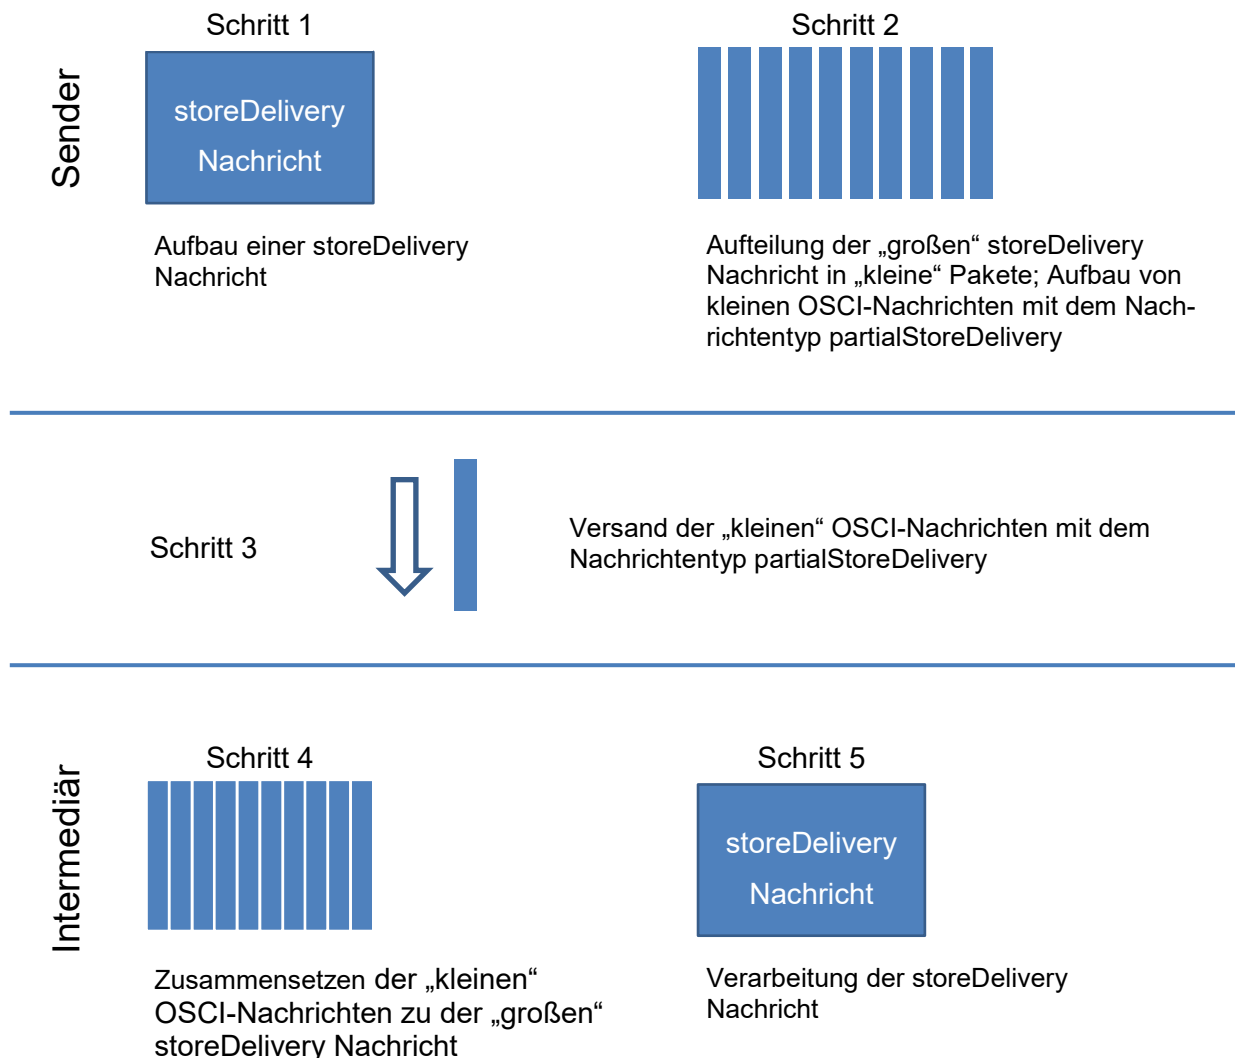 Schritt 1
Schritt 2
Sender
storeDelivery
Nachricht
Aufbau einer storeDelivery
Nachricht
Aufteilung der „großen“ storeDelivery
Nachricht in „kleine“ Pakete; Aufbau von
kleinen OSCI-Nachrichten mit dem Nach-
richtentyp partialStoreDelivery
Schritt 3
Versand der „kleinen“ OSCI-Nachrichten mit dem
Nachrichtentyp partialStoreDelivery
Schritt 4
Schritt 5
Intermediär
storeDelivery
Nachricht
Zusammensetzen der „kleinen“
OSCI-Nachrichten zu der „großen“
storeDelivery Nachricht
Verarbeitung der storeDelivery
Nachricht